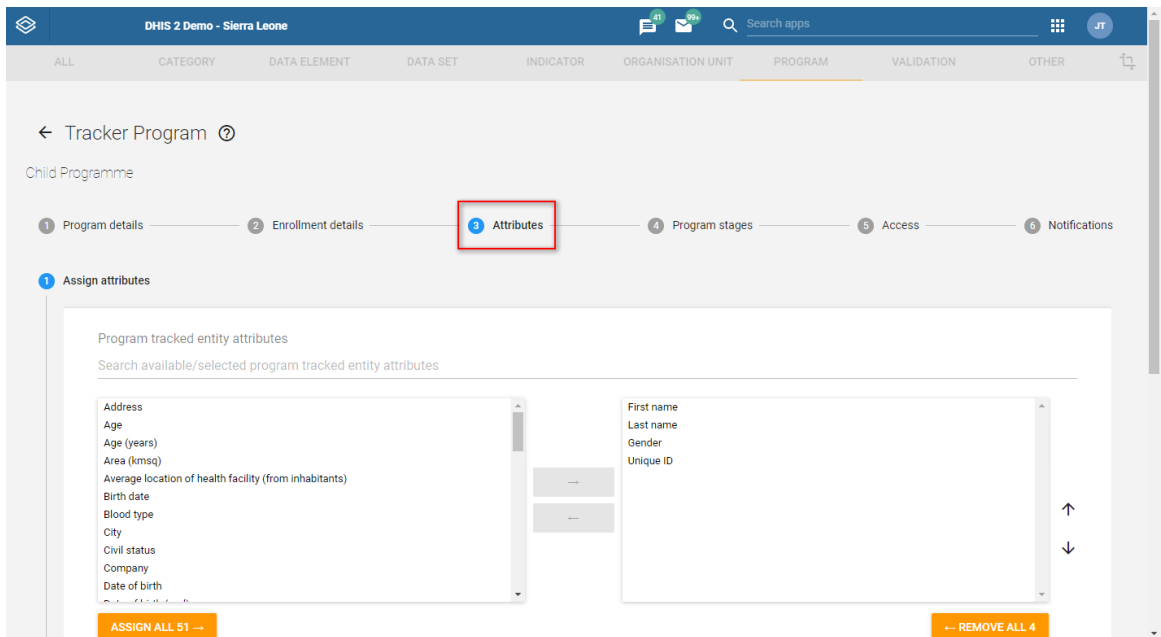 DHIS 2 Demo - Sierra Leone
41
99+
Search apps
JT
ALL CATEGORY DATA ELEMENT DATA SET INDICATOR ORGANISATION UNIT PROGRAM VALIDATION OTHER
Tracker Program
Child Programme
1 Program details 2 Enrollment details 3 Attributes 4 Program stages 5 Access 6 Notifications
1 Assign attributes
Program tracked entity attributes
Search available/selected program tracked entity attributes
Address
Age
Age (years)
Area (kmsq)
Average location of health facility (from inhabitants)
Birth date
Blood type
City
Civil status
Company
Date of birth
First name
Last name
Gender
Unique ID
→
←
ASSIGN ALL 51 →
← REMOVE ALL 4